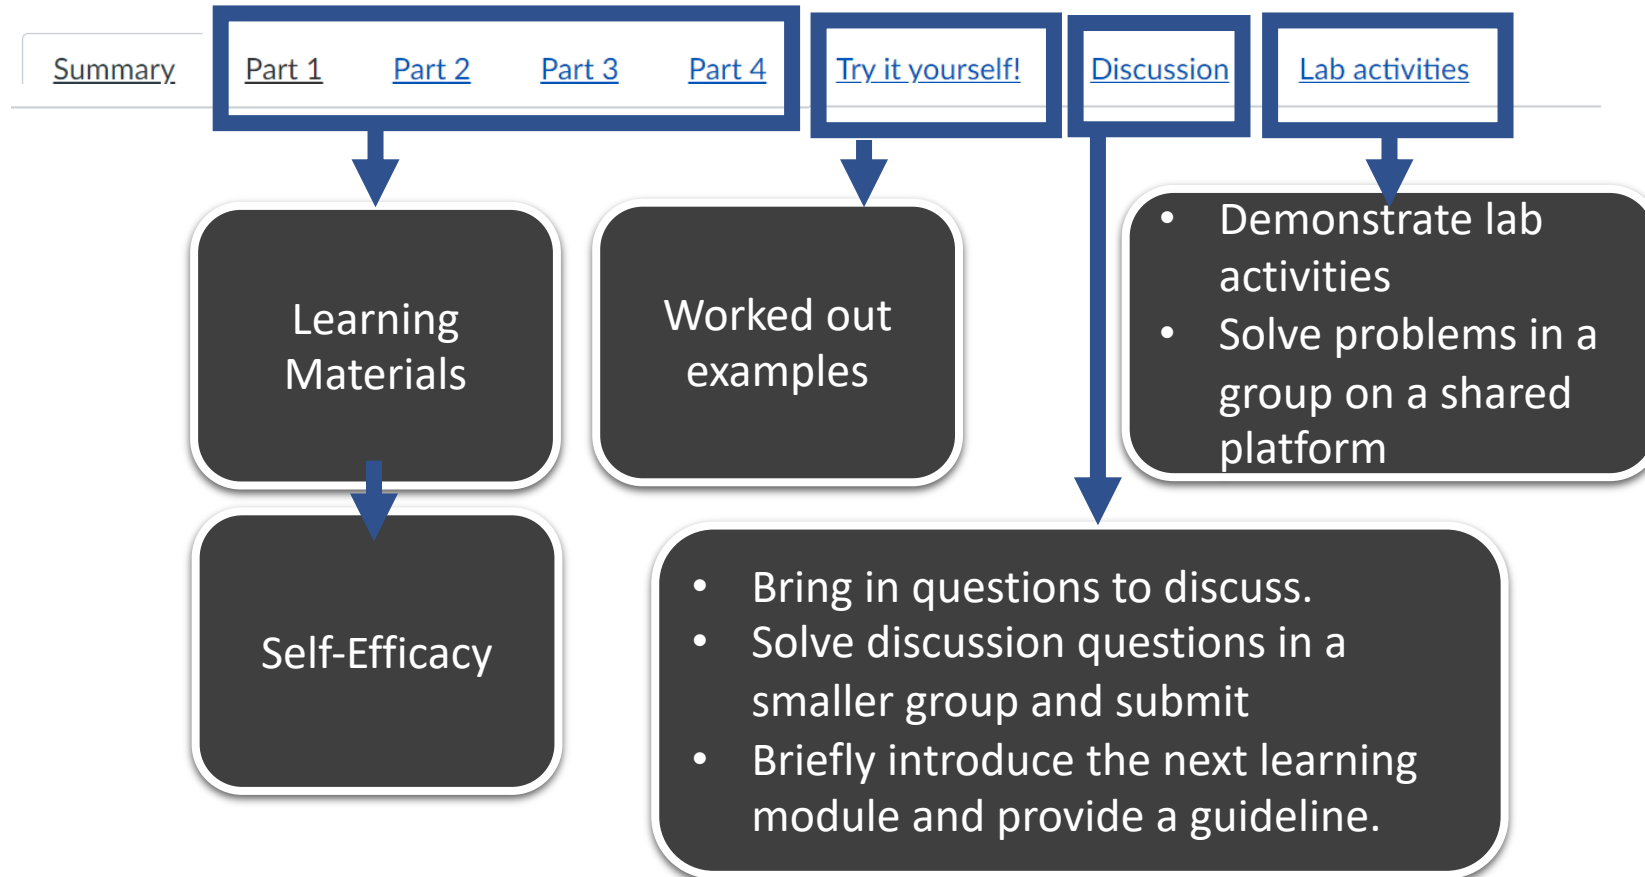 Summary Part 1 Part 2 Part 3 Part 4 Try it yourself! Discussion Lab activities
Learning
Materials
Worked out
examples
• Demonstrate lab
activities
• Solve problems in a
group on a shared
platform
Self-Efficacy
• Bring in questions to discuss.
• Solve discussion questions in a
smaller group and submit
• Briefly introduce the next learning
module and provide a guideline.